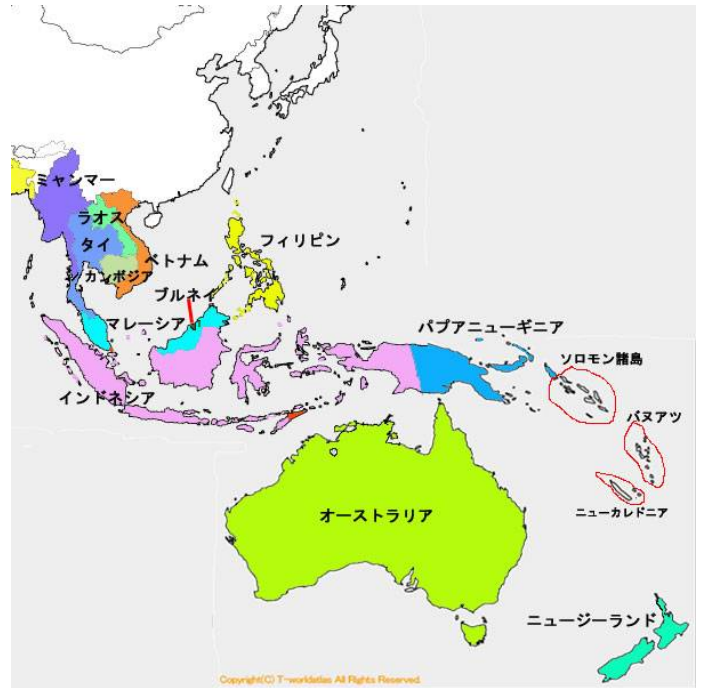 ミャンマー
ラオス
タイ
フィリピン
ベトナム
カンボジア
ブルネイ
マレーシア
パプアニューギニア
ソロモン諸島
インドネシア
バヌアツ
ニューカレドニア
オーストラリア
ニュージーランド
Copyright(C) T-worldatlas All Rights Reserved.